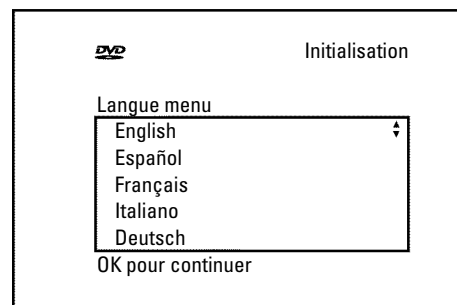 DVD Initialisation
Langue menu
English
Español
Français
Italiano
Deutsch
OK pour continuer